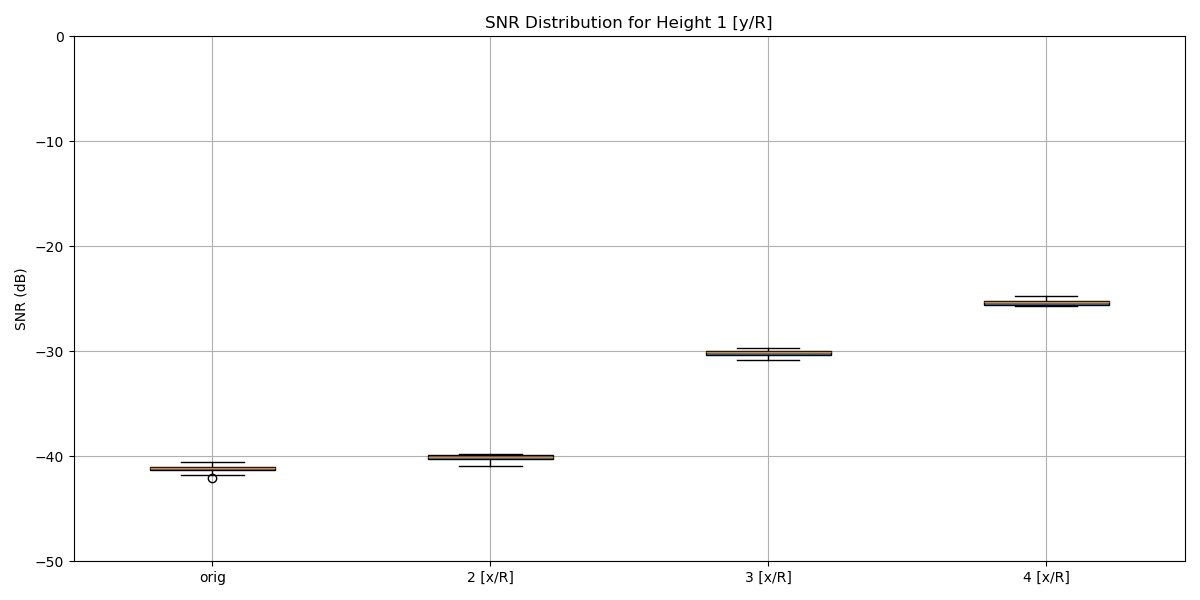 SNR Distribution for Height 1 [y/R]
0
−10
−20
−30
−40
−50
SNR (dB)
orig
2 [x/R]
3 [x/R]
4 [x/R]